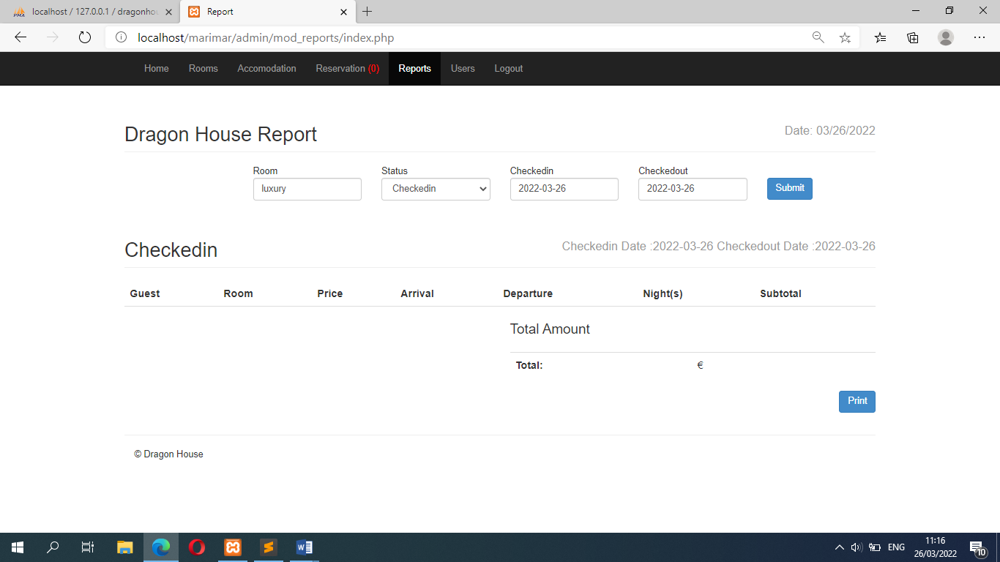 localhost / 127.0.0.1 / dragonhou
Report
localhost/marimar/admin/mod_reports/index.php
Home Rooms Accomodation Reservation (0) Reports Users Logout
Dragon House Report
Date: 03/26/2022
Room Status Checkedin Checkedout
luxury Checkedin 2022-03-26 2022-03-26 Submit
Checkedin
Checkedin Date :2022-03-26 Checkedout Date :2022-03-26
Guest Room Price Arrival Departure Night(s) Subtotal
Total Amount
Total: €
Print
© Dragon House
ENG
11:16
26/03/2022
10